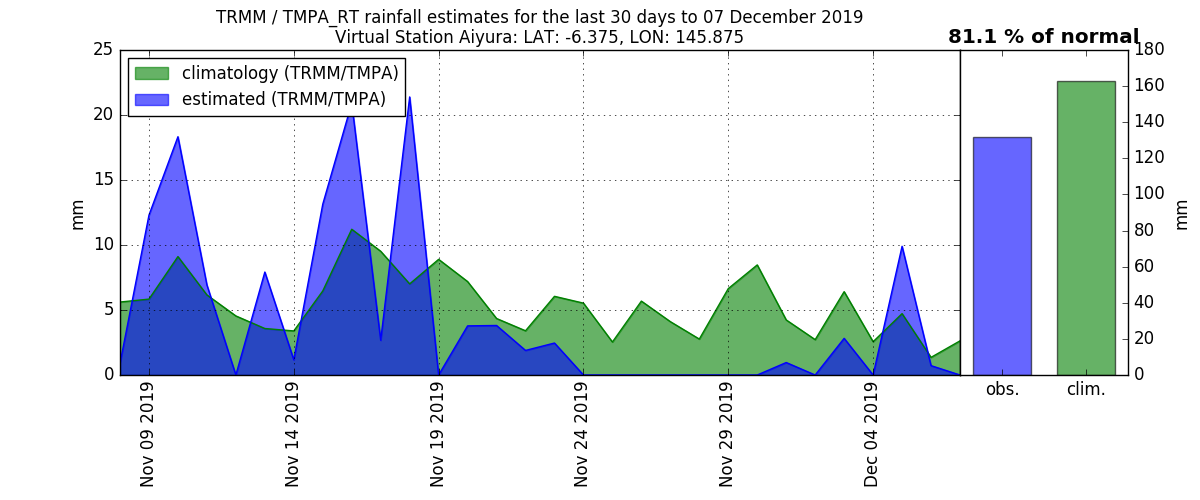 TRMM / TMPA_RT rainfall estimates for the last 30 days to 07 December 2019
Virtual Station Aiyura: LAT: -6.375, LON: 145.875
81.1 % of normal
climatology (TRMM/TMPA)
estimated (TRMM/TMPA)
25
20
15
10
5
0
mm
Nov 09 2019
Nov 14 2019
Nov 19 2019
Nov 24 2019
Nov 29 2019
Dec 04 2019
obs.
clim.
180
160
140
120
100
80
60
40
20
0
mm